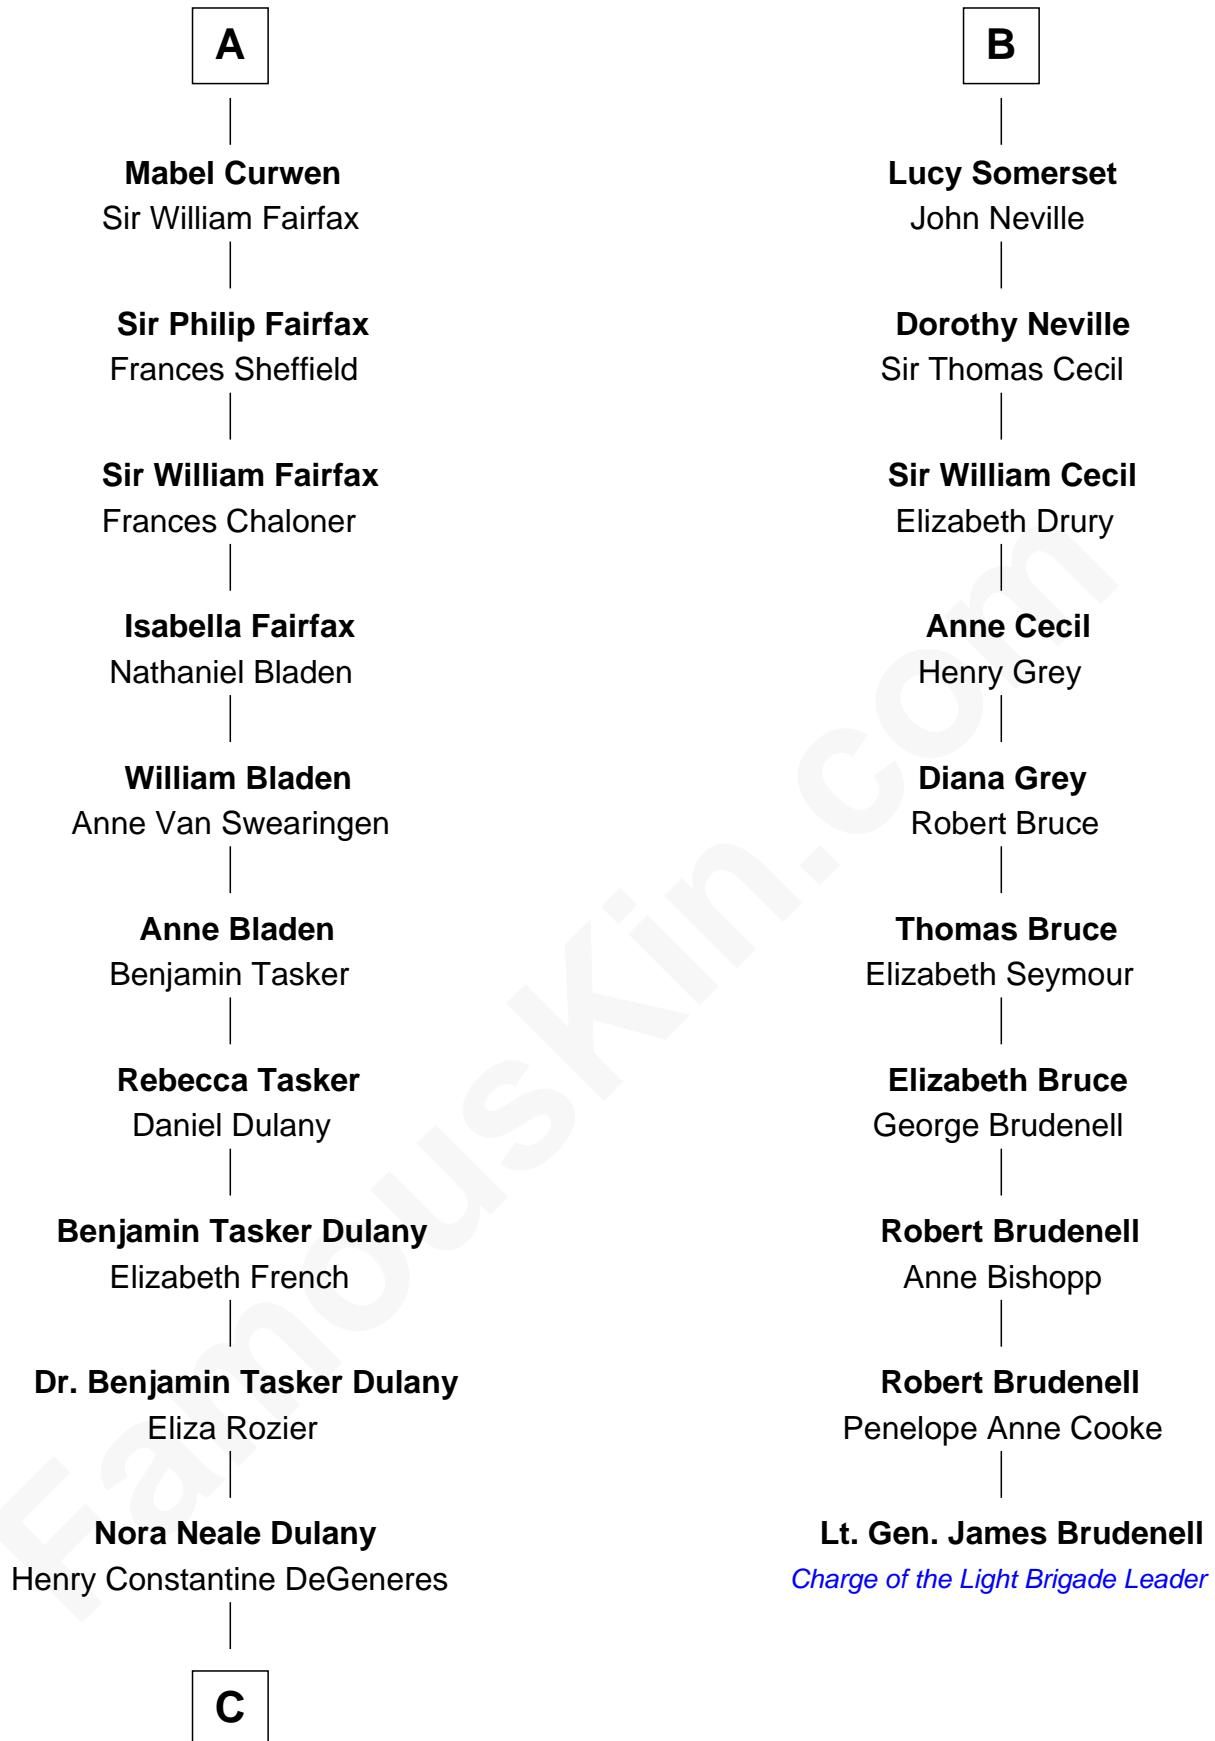 A
Mabel Curwen
Sir William Fairfax
Sir Philip Fairfax
Frances Sheffield
Sir William Fairfax
Frances Chaloner
Isabella Fairfax
Nathaniel Bladen
William Bladen
Anne Van Swearingen
Anne Bladen
Benjamin Tasker
Rebecca Tasker
Daniel Dulany
Benjamin Tasker Dulany
Elizabeth French
Dr. Benjamin Tasker Dulany
Eliza Rozier
Nora Neale Dulany
Henry Constantine DeGeneres
C
B
Lucy Somerset
John Neville
Dorothy Neville
Sir Thomas Cecil
Sir William Cecil
Elizabeth Drury
Anne Cecil
Henry Grey
Diana Grey
Robert Bruce
Thomas Bruce
Elizabeth Seymour
Elizabeth Bruce
George Brudenell
Robert Brudenell
Anne Bishopp
Robert Brudenell
Penelope Anne Cooke
Lt. Gen. James Brudenell
Charge of the Light Brigade Leader
FamousKin.com